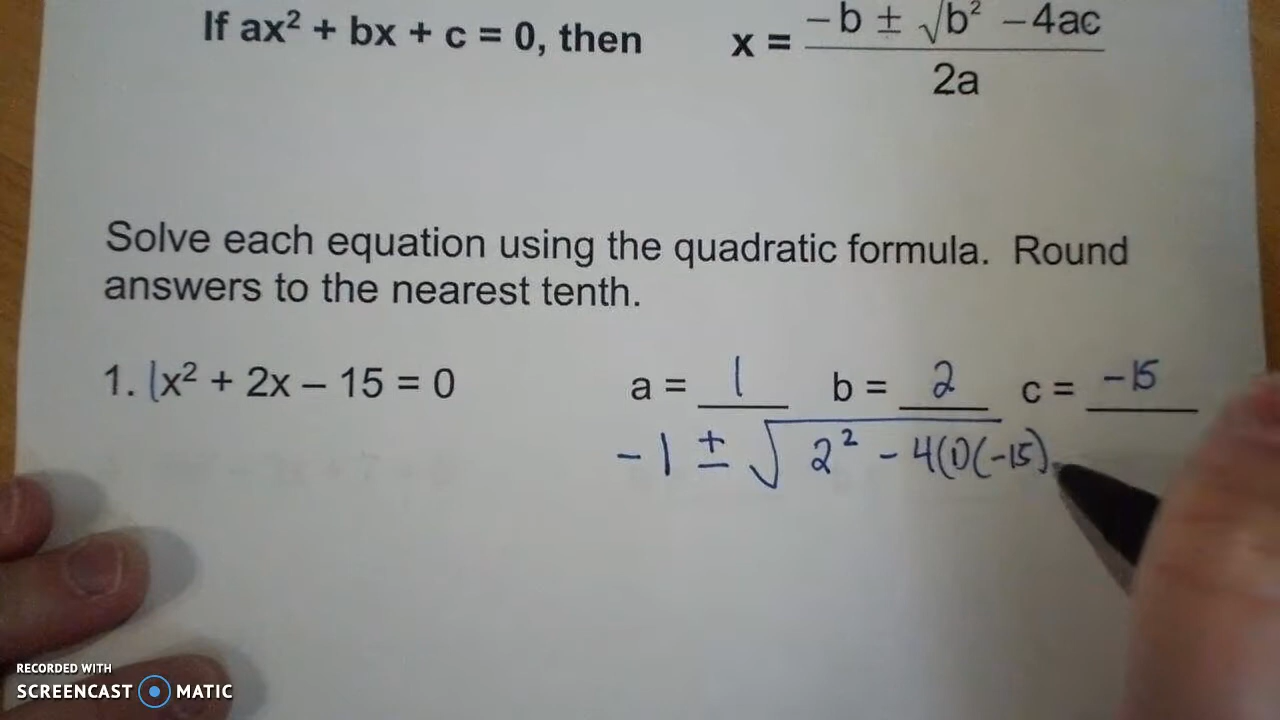 If ax² + bx + c = 0, then x = −b ± √b² − 4ac / 2a
Solve each equation using the quadratic formula. Round
answers to the nearest tenth.
1. 1x² + 2x – 15 = 0 a = 1 b = 2 c = -15
-1 ± √2² - 4(1)(-15)
RECORDED WITH
SCREENCAST MATIC